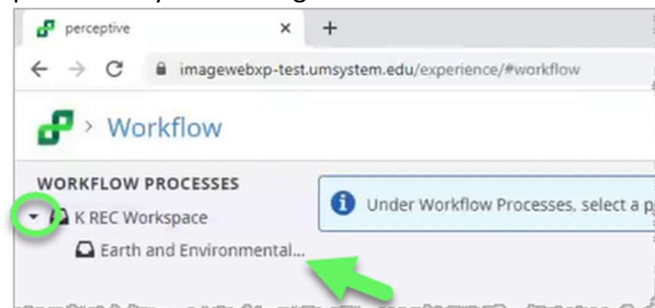 perceptive
imagewebxp-test.umsystem.edu/experience/#workflow
Workflow
WORKFLOW PROCESSES
K REC Workspace
Under Workflow Processes, select a p
Earth and Environmental...